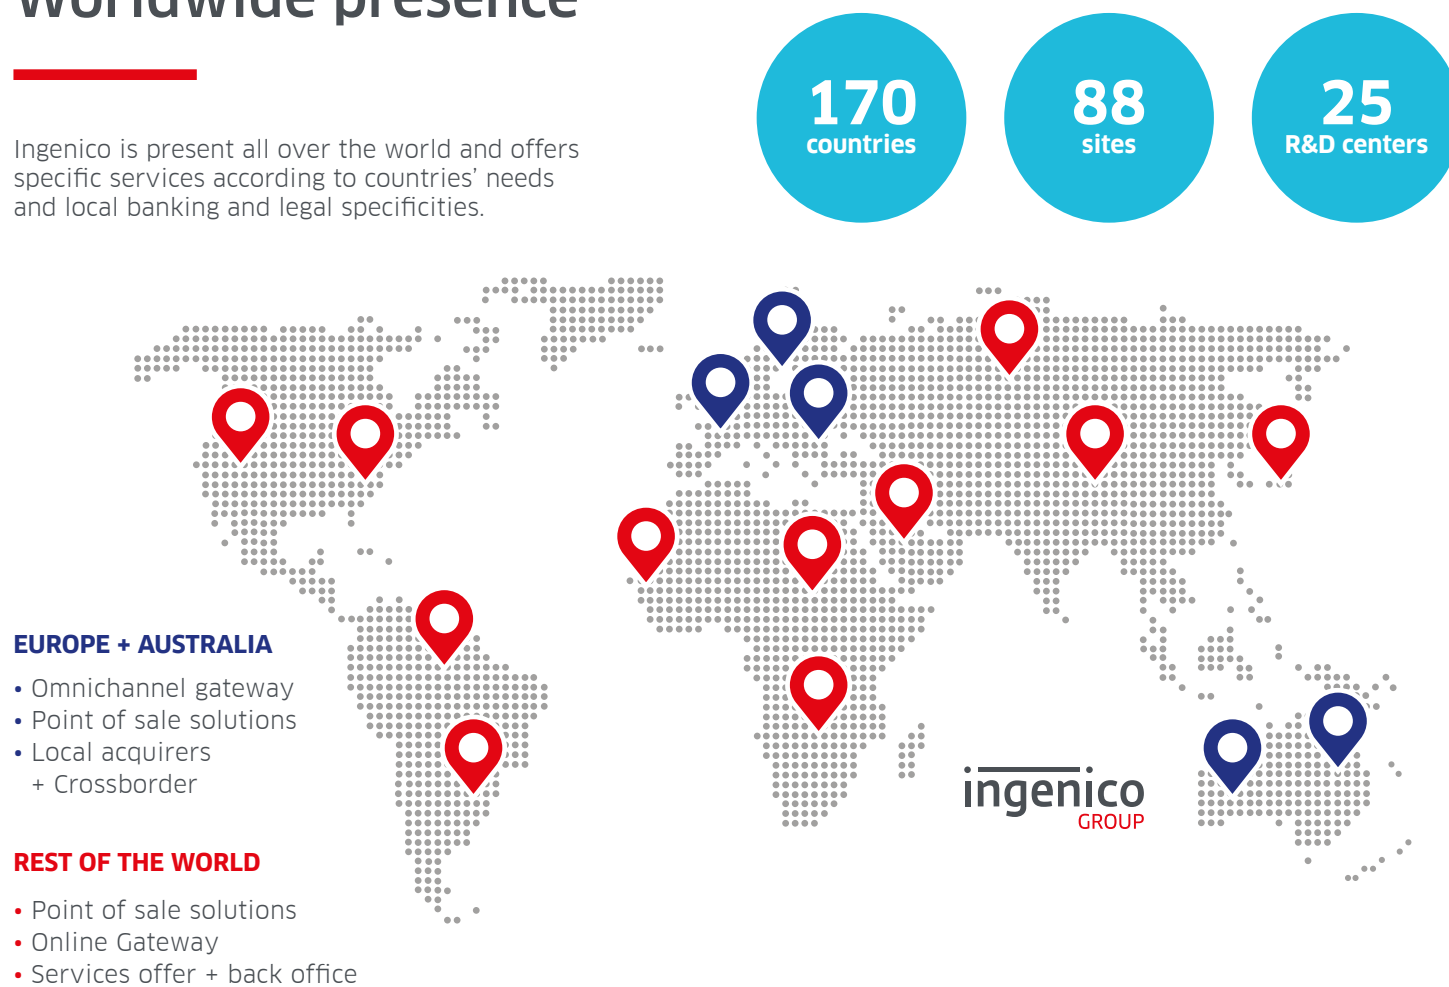 Worldwide presence
170
countries
88
sites
25
R&D centers
Ingenico is present all over the world and offers
specific services according to countries’ needs
and local banking and legal specificities.
EUROPE + AUSTRALIA
• Omnichannel gateway
• Point of sale solutions
• Local acquirers
+ Crossborder
ingenico
GROUP
REST OF THE WORLD
• Point of sale solutions
• Online Gateway
• Services offer + back office